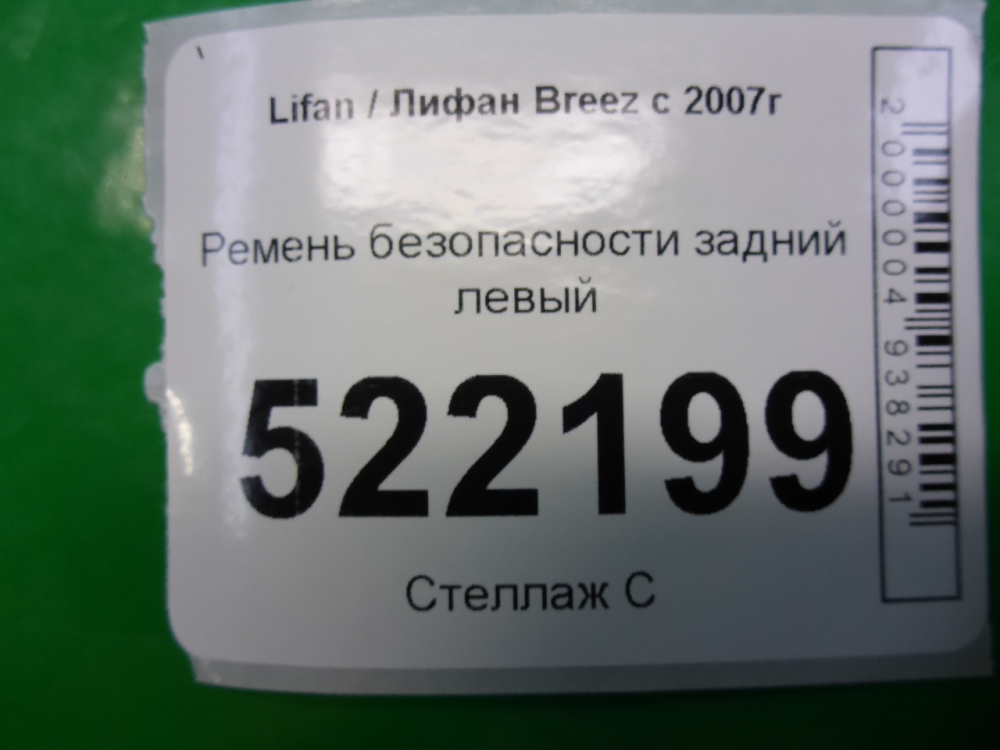 Lifan / Лифан Breez с 2007г
Ремень безопасности задний
левый
522199
Стеллаж С
2000004938291